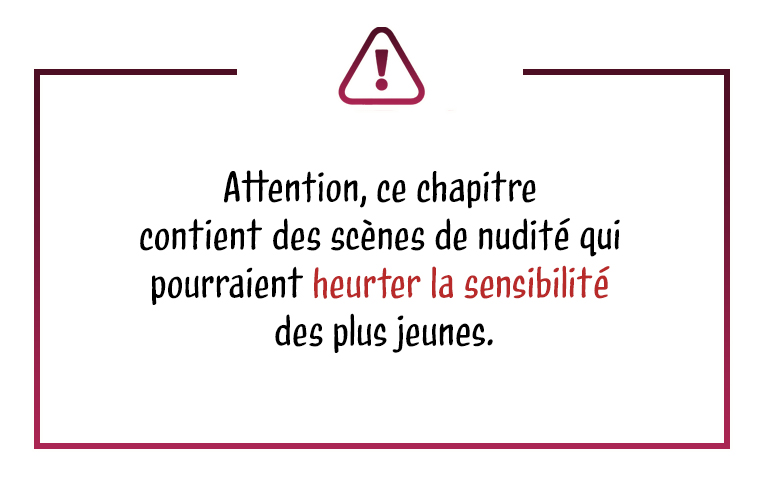 Attention, ce chapitre
contient des scènes de nudité qui
pourraient heurter la sensibilité
des plus jeunes.